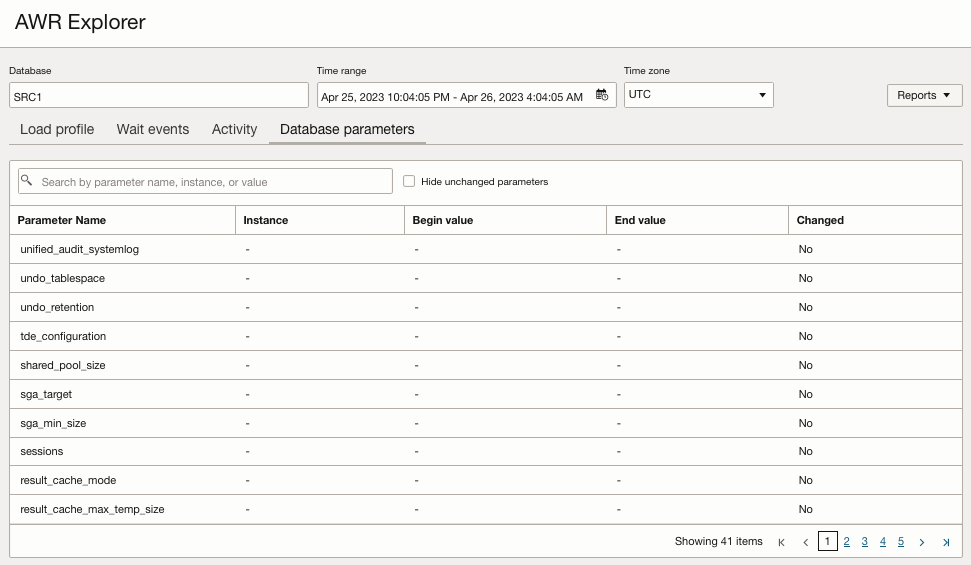 AWR Explorer
Database Time range Time zone
SRC1 Apr 25, 2023 10:04:05 PM - Apr 26, 2023 4:04:05 AM UTC Reports
Load profile Wait events Activity Database parameters
Search by parameter name, instance, or value Hide unchanged parameters
Parameter Name Instance Begin value End value Changed
unified_audit_systemlog - - - No
undo_tablespace - - - No
undo_retention - - - No
tde_configuration - - - No
shared_pool_size - - - No
sga_target - - - No
sga_min_size - - - No
sessions - - - No
result_cache_mode - - - No
result_cache_max_temp_size - - - No
Showing 41 items 1 2 3 4 5